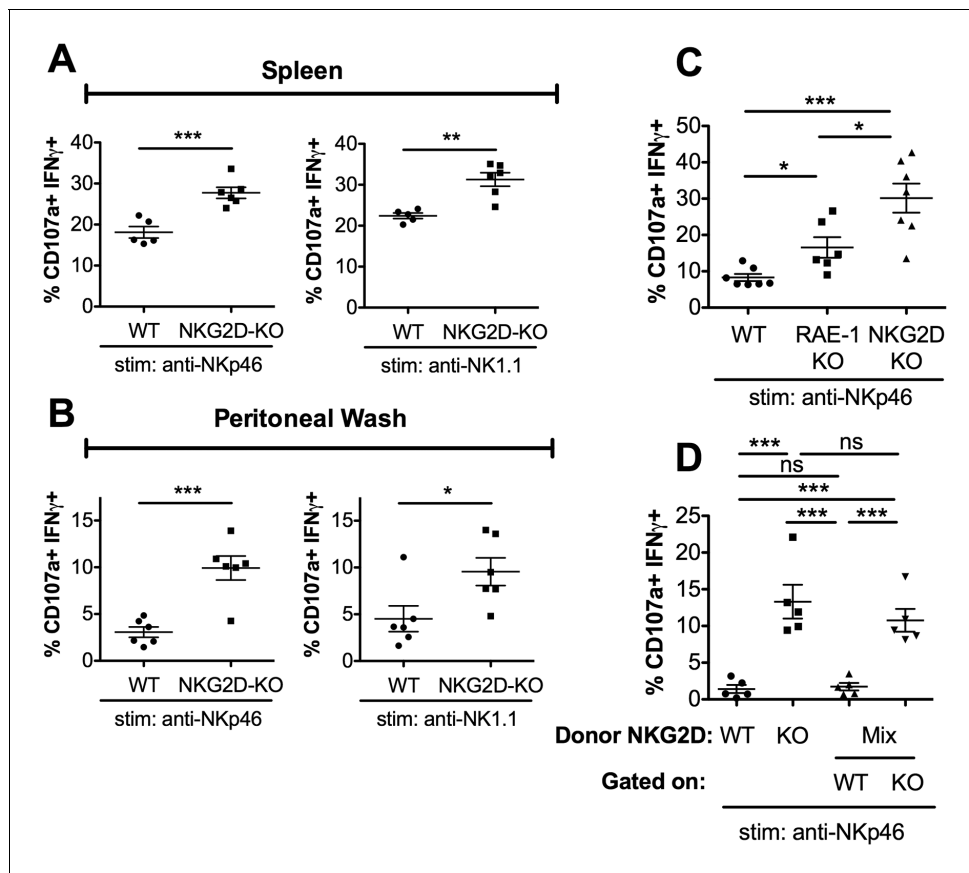 A
Spleen
% CD107a+ IFNγ+
40
30
20
10
0
***
WT NKG2D-KO
stim: anti-NKp46
% CD107a+ IFNγ+
40
30
20
10
0
**
WT NKG2D-KO
stim: anti-NK1.1
B
Peritoneal Wash
% CD107a+ IFNγ+
15
10
5
0
***
WT NKG2D-KO
stim: anti-NKp46
% CD107a+ IFNγ+
15
10
5
0
*
WT NKG2D-KO
stim: anti-NK1.1
C
% CD107a+ IFNγ+
50
40
30
20
10
0
***
*
*
WT RAE-1 NKG2D
KO KO
stim: anti-NKp46
D
% CD107a+ IFNγ+
25
20
15
10
5
0
*** ns
ns
***
*** ***
Donor NKG2D: WT KO Mix
Gated on: WT KO
stim: anti-NKp46